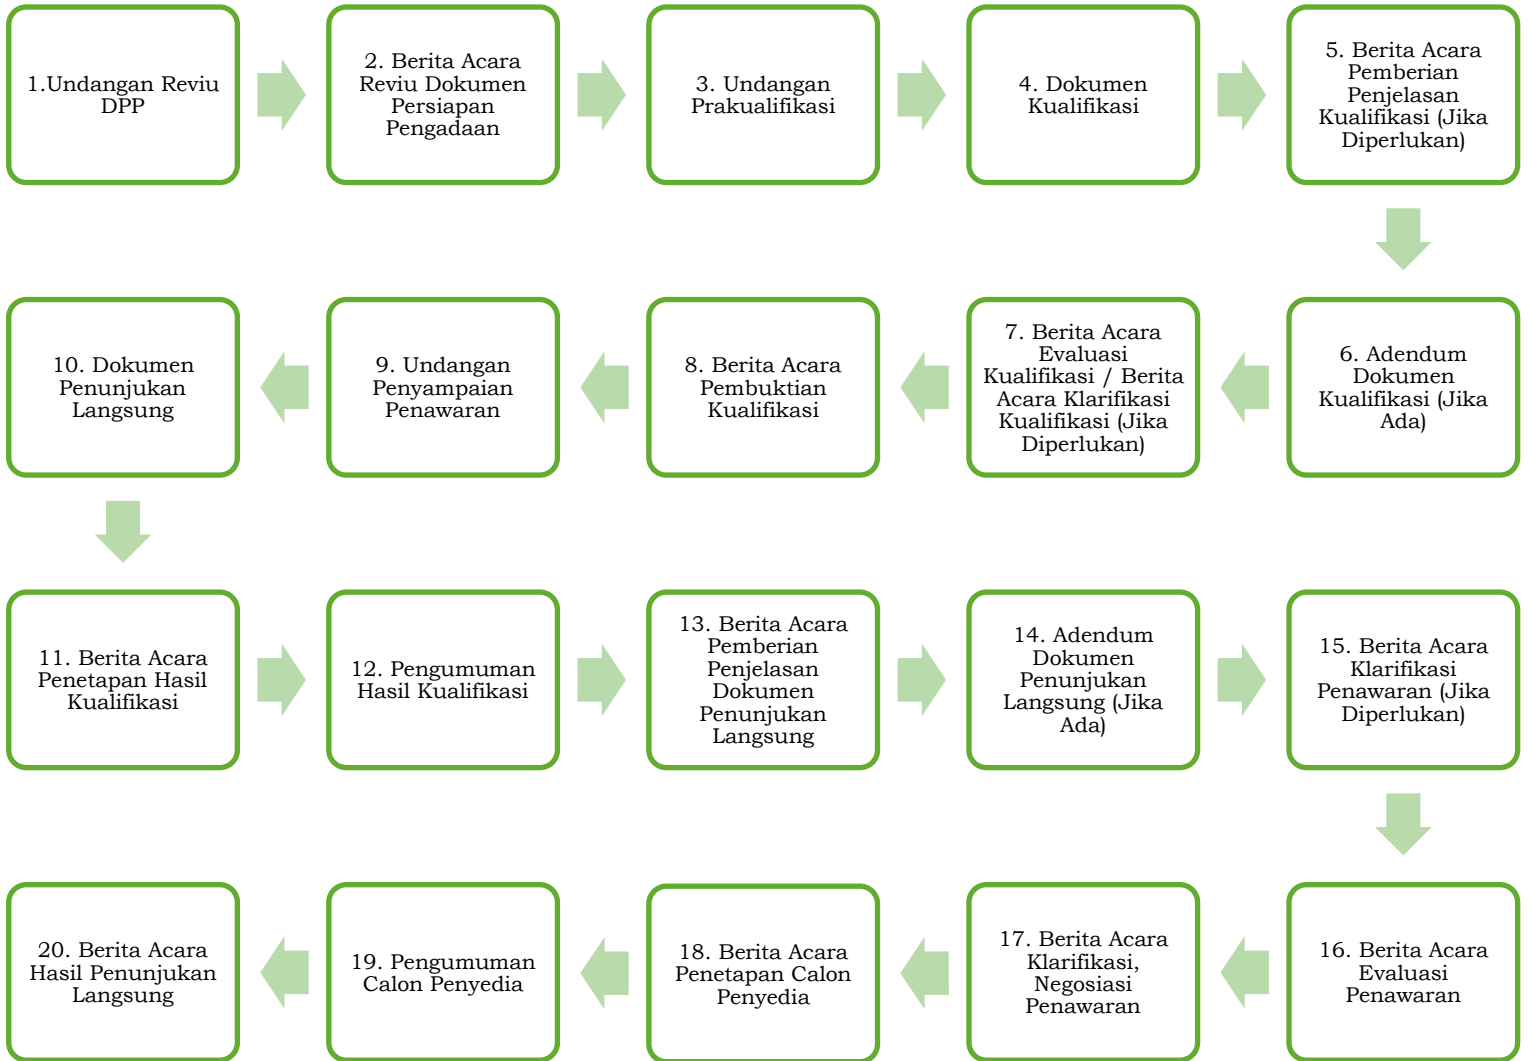 1.Undangan Reviu
DPP
2. Berita Acara
Reviu Dokumen
Persiapan
Pengadaan
3. Undangan
Prakualifikasi
4. Dokumen
Kualifikasi
5. Berita Acara
Pemberian
Penjelasan
Kualifikasi (Jika
Diperlukan)
6. Adendum
Dokumen
Kualifikasi (Jika
Ada)
7. Berita Acara
Evaluasi
Kualifikasi / Berita
Acara Klarifikasi
Kualifikasi (Jika
Diperlukan)
8. Berita Acara
Pembuktian
Kualifikasi
9. Undangan
Penyampaian
Penawaran
10. Dokumen
Penunjukan
Langsung
11. Berita Acara
Penetapan Hasil
Kualifikasi
12. Pengumuman
Hasil Kualifikasi
13. Berita Acara
Pemberian
Penjelasan
Dokumen
Penunjukan
Langsung
14. Adendum
Dokumen
Penunjukan
Langsung (Jika
Ada)
15. Berita Acara
Klarifikasi
Penawaran (Jika
Diperlukan)
16. Berita Acara
Evaluasi
Penawaran
17. Berita Acara
Klarifikasi,
Negosiasi
Penawaran
18. Berita Acara
Penetapan Calon
Penyedia
19. Pengumuman
Calon Penyedia
20. Berita Acara
Hasil Penunjukan
Langsung